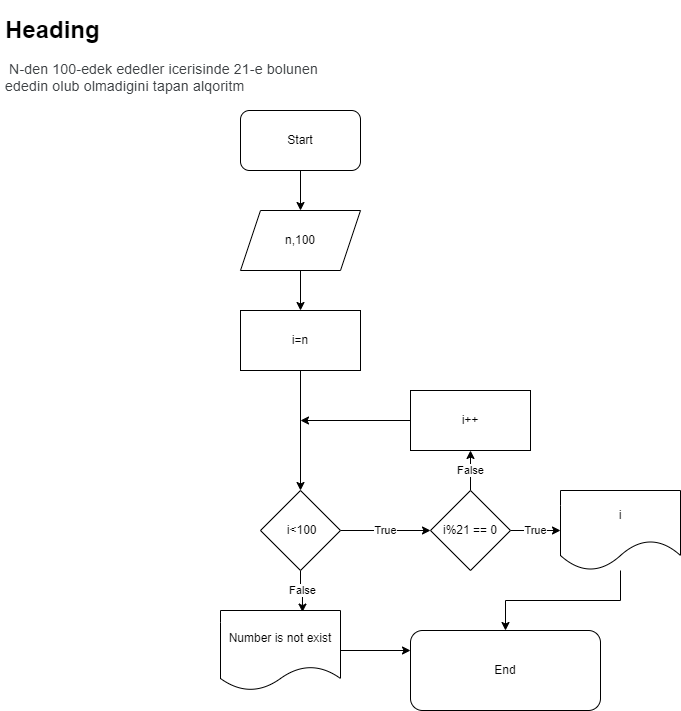 Heading
N-den 100-edek ededler icerisinde 21-e bolunen
ededin olub olmadigini tapan alqoritm
Start
n,100
i=n
i++
False
i<100
True
i%21 == 0
True
i
False
Number is not exist
End